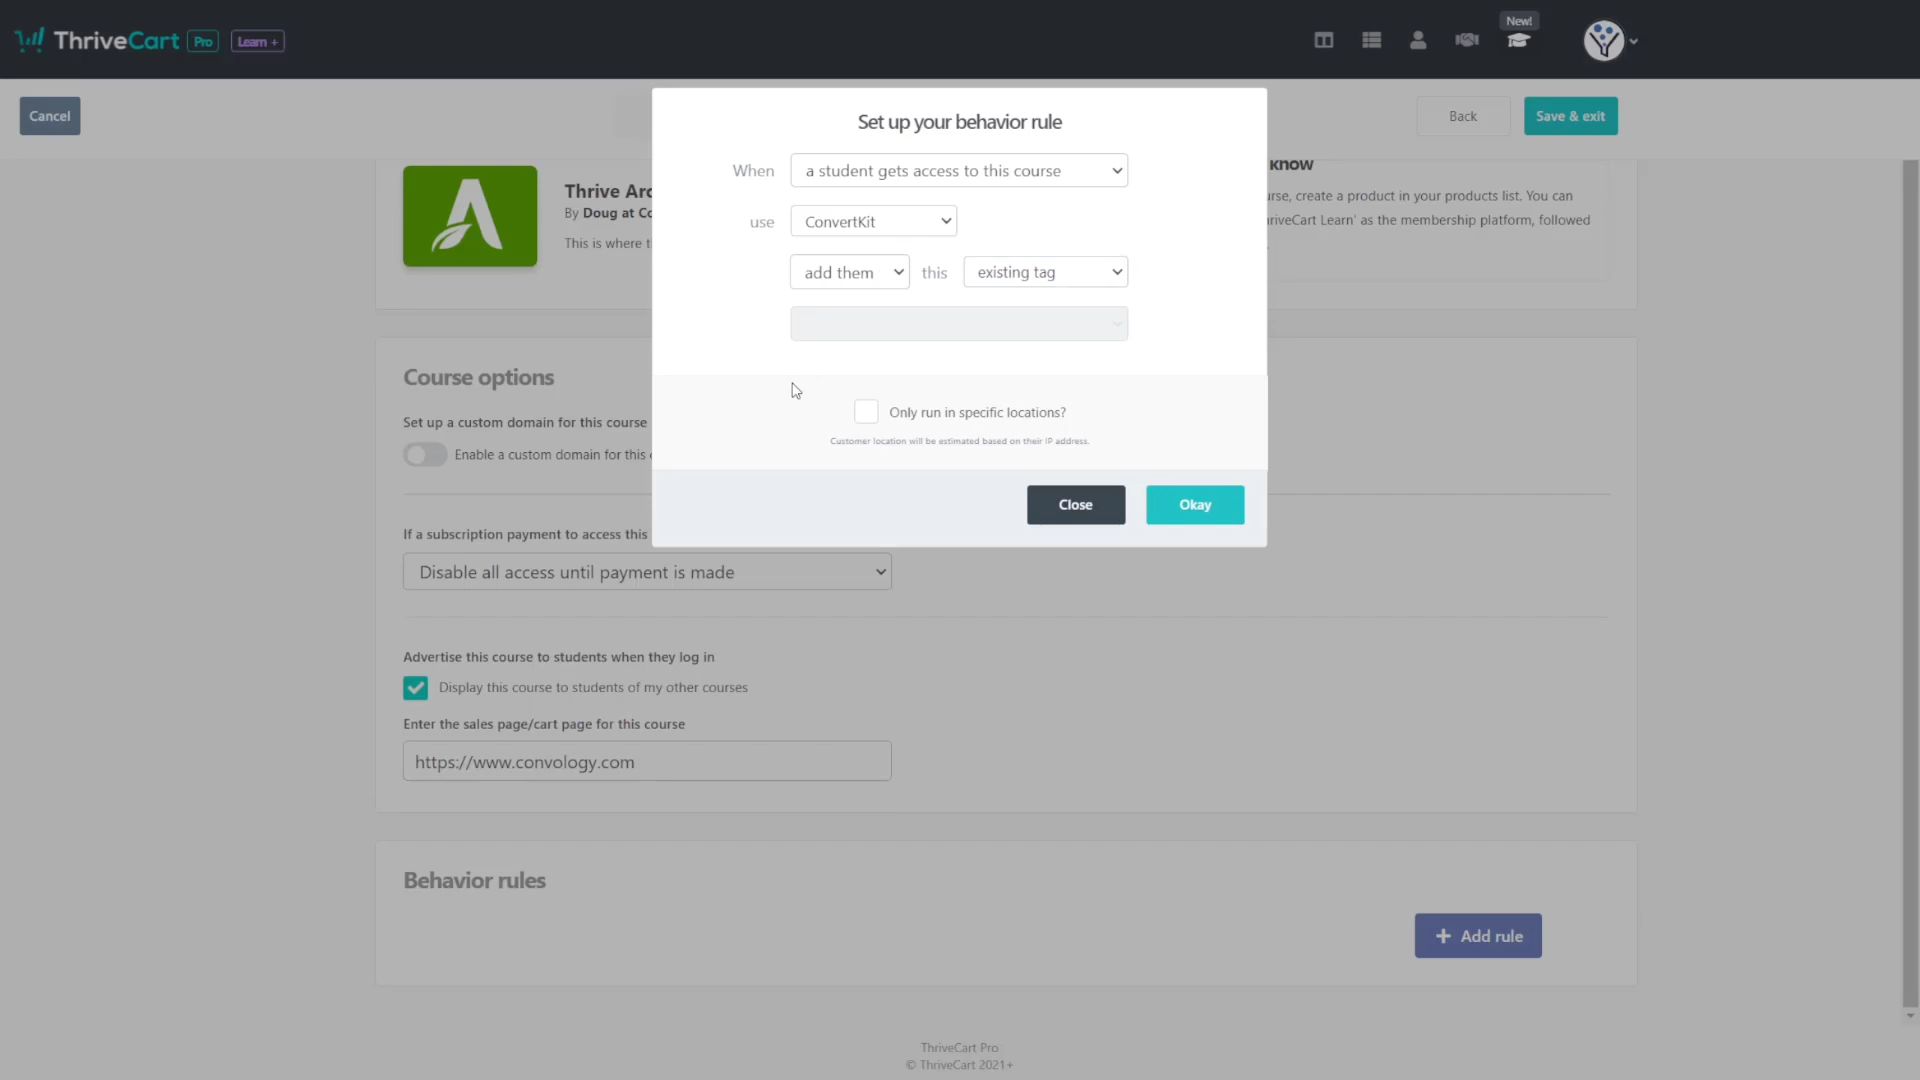 ThriveCart Pro Learn +
New!
Cancel
Back
Save & exit
Thrive Arc
By Doug at Co
This is where t
know
urse, create a product in your products list. You can
hriveCart Learn' as the membership platform, followed
Set up your behavior rule
When a student gets access to this course
use ConvertKit
add them this existing tag
Only run in specific locations?
Customer location will be estimated based on their IP address.
Close
Okay
Course options
Set up a custom domain for this course
Enable a custom domain for this
If a subscription payment to access this
Disable all access until payment is made
Advertise this course to students when they log in
Display this course to students of my other courses
Enter the sales page/cart page for this course
https://www.convology.com
Behavior rules
+ Add rule
ThriveCart Pro
© ThriveCart 2021+